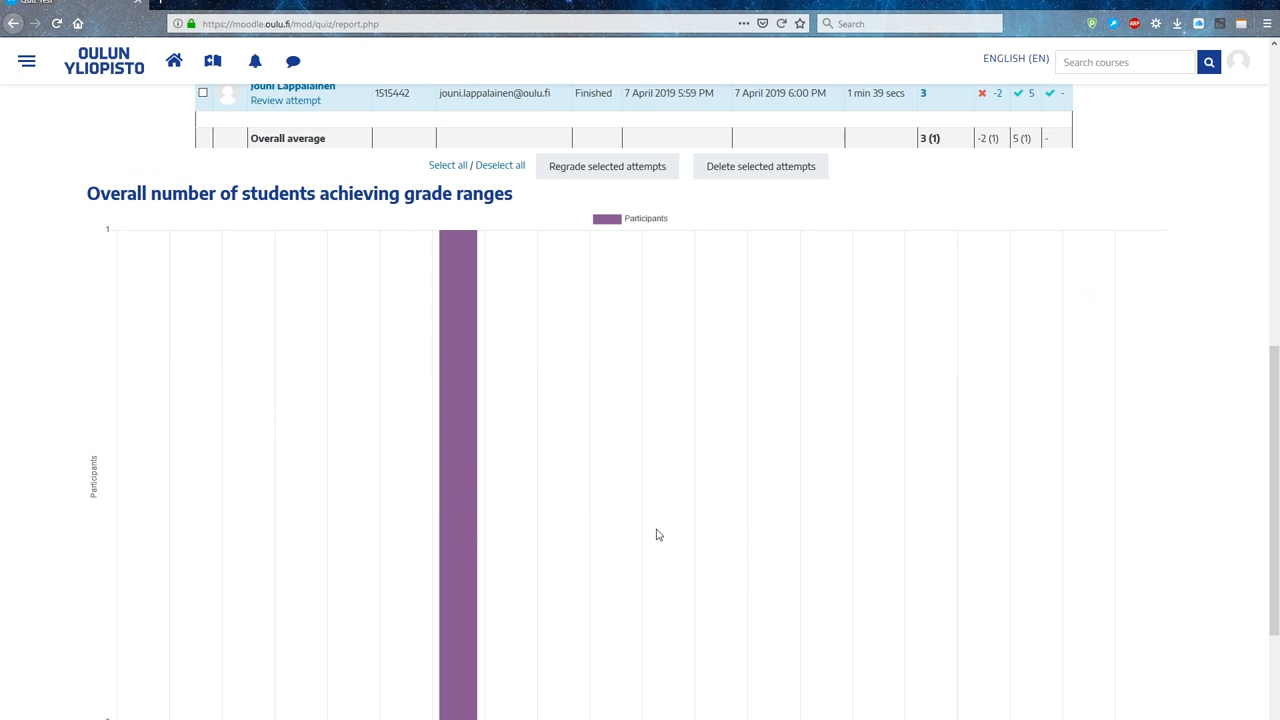 Quiz Test
https://moodle.oulu.fi/mod/quiz/report.php
Search
OULUN
YLIOPISTO
ENGLISH (EN)
Search courses
Jouni Lappalainen
Review attempt
1515442
jouni.lappalainen@oulu.fi
Finished
7 April 2019 5:59 PM
7 April 2019 6:00 PM
1 min 39 secs
3
-2
5
-
Overall average
3 (1)
-2 (1)
5 (1)
-
Select all / Deselect all
Regrade selected attempts
Delete selected attempts
Overall number of students achieving grade ranges
Participants
1
Participants